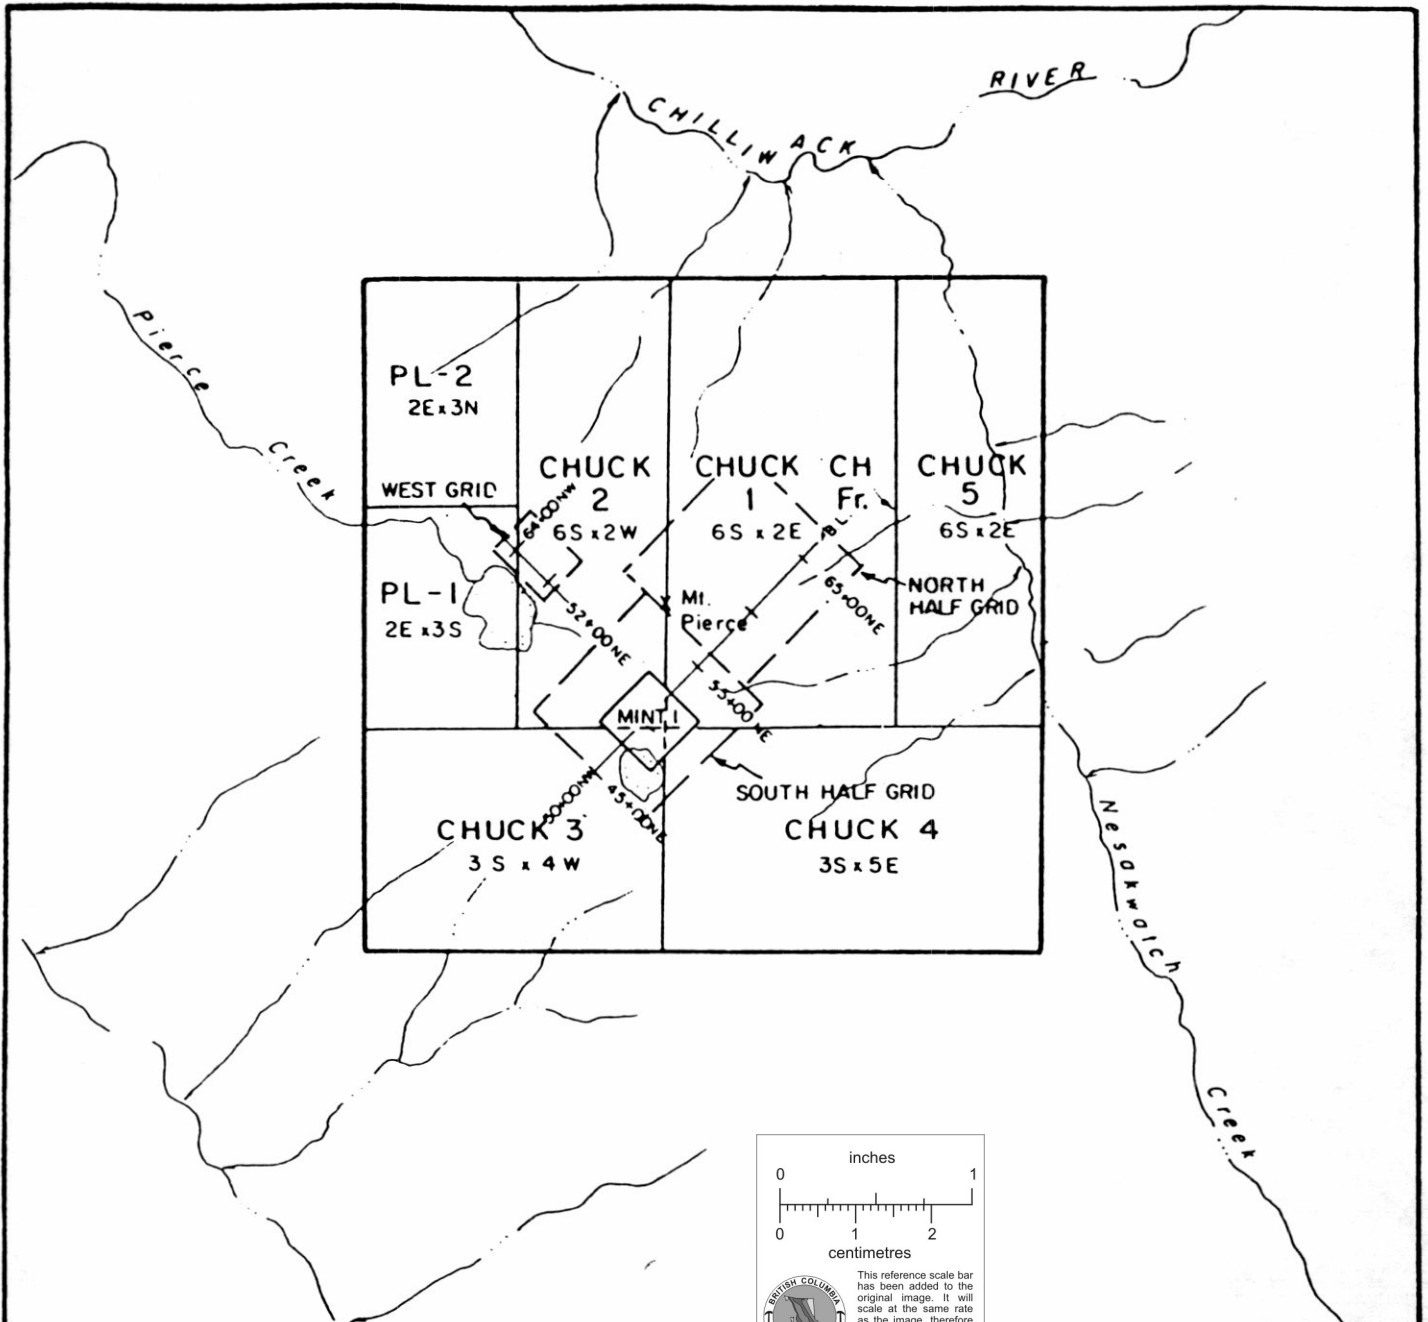 RIVER
CHILLIWACK
Pierce
Creek
PL-2
2E x 3N
WEST GRID
CHUCK
2
6S x 2W
64+00NW
CHUCK
1
6S x 2E
CH
Fr.
B.L.
CHUCK
5
6S x 2E
NORTH
HALF GRID
65+00NE
PL-1
2E x 3S
52+00NE
Mt.
Pierce
55+00NE
MINT 1
SOUTH HALF GRID
50+00NW
45+00NE
CHUCK 3
3 S x 4 W
CHUCK 4
3S x 5E
Nesakwatch
Creek
inches
0 1
0 1 2
centimetres
BRITISH COLUMBIA
This reference scale bar
has been added to the
original image. It will
scale at the same rate
as the image, therefore